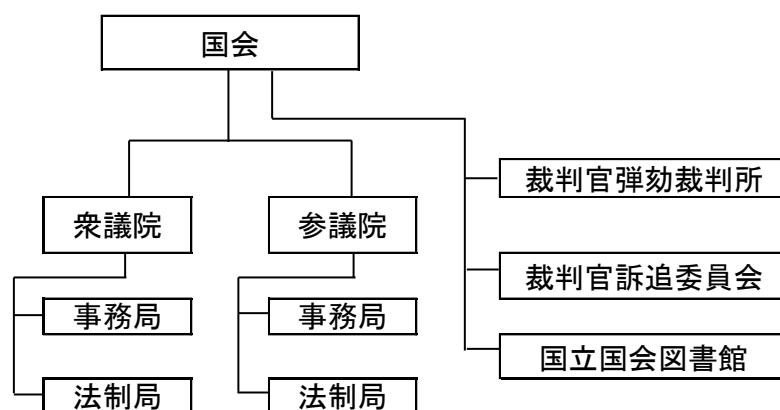 国会
衆議院
参議院
事務局
事務局
法制局
法制局
裁判官弾劾裁判所
裁判官訴追委員会
国立国会図書館